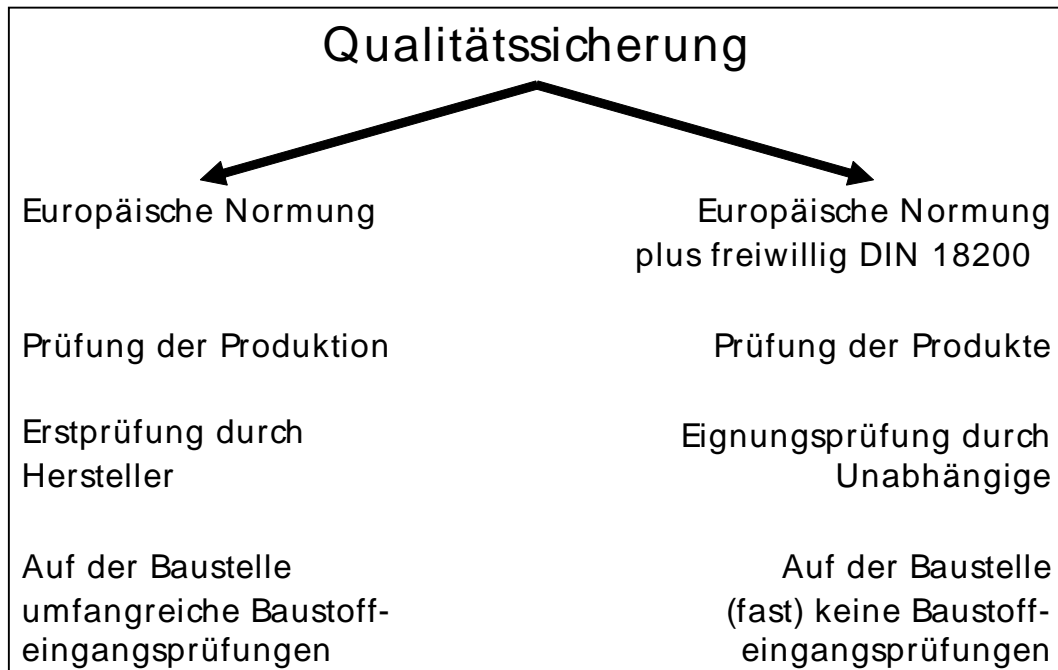 Qualitätssicherung
Europäische Normung
Europäische Normung
plus freiwillig DIN 18200
Prüfung der Produktion
Prüfung der Produkte
Erstprüfung durch
Hersteller
Eignungsprüfung durch
Unabhängige
Auf der Baustelle
umfangreiche Baustoff-
eingangsprüfungen
Auf der Baustelle
(fast) keine Baustoff-
eingangsprüfungen